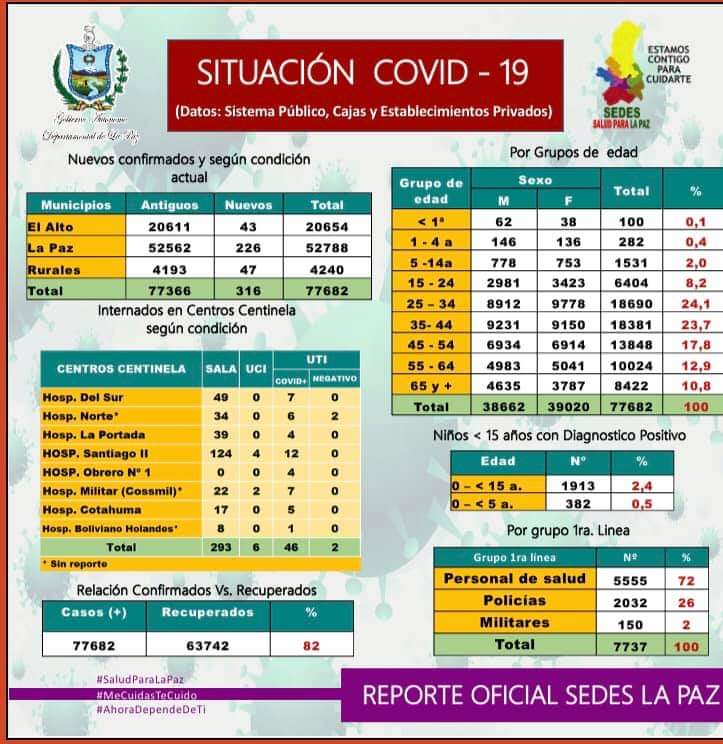 SITUACIÓN COVID - 19
(Datos: Sistema Público, Cajas y Establecimientos Privados)
Gobierno Autónomo
Departamental de La Paz
ESTAMOS
CONTIGO
PARA
CUIDARTE
SEDES
SALUD PARA LA PAZ
Nuevos confirmados y según condición
actual
Municipios Antiguos Nuevos Total
El Alto 20611 43 20654
La Paz 52562 226 52788
Rurales 4193 47 4240
Total 77366 316 77682
Internados en Centros Centinela
según condición
CENTROS CENTINELA SALA UCI UTI
COVID+ NEGATIVO
Hosp. Del Sur 49 0 7 0
Hosp. Norte* 34 0 6 2
Hosp. La Portada 39 0 4 0
HOSP. Santiago II 124 4 12 0
HOSP. Obrero Nº 1 0 0 4 0
Hosp. Militar (Cossmil)* 22 2 7 0
Hosp. Cotahuma 17 0 5 0
Hosp. Boliviano Holandes* 8 0 1 0
Total 293 6 46 2
* Sin reporte
Relación Confirmados Vs. Recuperados
Casos (+) Recuperados %
77682 63742 82
Por Grupos de edad
Grupo de edad Sexo Total %
M F
< 1ª 62 38 100 0,1
1 - 4 a 146 136 282 0,4
5 -14a 778 753 1531 2,0
15 - 24 2981 3423 6404 8,2
25 – 34 8912 9778 18690 24,1
35- 44 9231 9150 18381 23,7
45 - 54 6934 6914 13848 17,8
55 - 64 4983 5041 10024 12,9
65 y + 4635 3787 8422 10,8
Total 38662 39020 77682 100
Niños < 15 años con Diagnostico Positivo
Edad Nº %
0 – < 15 a. 1913 2,4
0 – < 5 a. 382 0,5
Por grupo 1ra. Linea
Grupo 1ra línea Nº %
Personal de salud 5555 72
Policías 2032 26
Militares 150 2
Total 7737 100
#SaludParaLaPaz
#MeCuidasTeCuido
#AhoraDependeDeTi
REPORTE OFICIAL SEDES LA PAZ